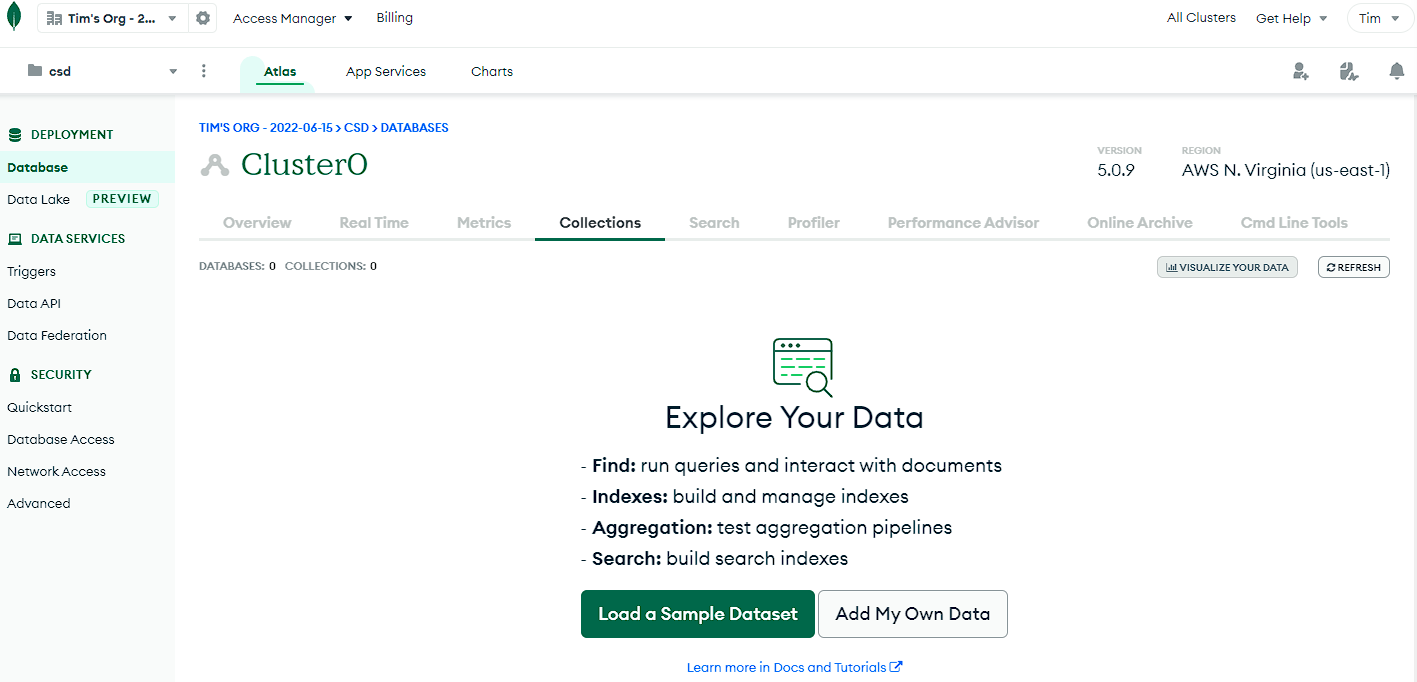 Tim's Org - 2... Access Manager Billing All Clusters Get Help Tim
csd Atlas App Services Charts
DEPLOYMENT
Database
Data Lake PREVIEW
DATA SERVICES
Triggers
Data API
Data Federation
SECURITY
Quickstart
Database Access
Network Access
Advanced
TIM'S ORG - 2022-06-15 > CSD > DATABASES
Cluster0
VERSION
5.0.9
REGION
AWS N. Virginia (us-east-1)
Overview Real Time Metrics Collections Search Profiler Performance Advisor Online Archive Cmd Line Tools
DATABASES: 0 COLLECTIONS: 0 VISUALIZE YOUR DATA REFRESH
Explore Your Data
- Find: run queries and interact with documents
- Indexes: build and manage indexes
- Aggregation: test aggregation pipelines
- Search: build search indexes
Load a Sample Dataset Add My Own Data
Learn more in Docs and Tutorials